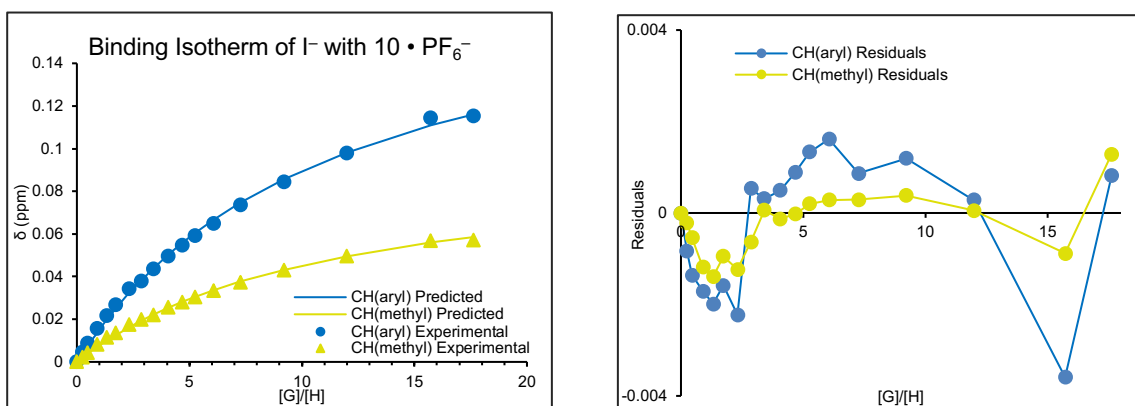 Binding Isotherm of I⁻ with 10 • PF₆⁻
0.14
0.12
0.1
0.08
0.06
0.04
0.02
0
δ (ppm)
CH(aryl) Predicted
CH(methyl) Predicted
CH(aryl) Experimental
CH(methyl) Experimental
0 5 10 15 20
[G]/[H]
0.004
0
-0.004
Residuals
CH(aryl) Residuals
CH(methyl) Residuals
0 5 10 15
[G]/[H]